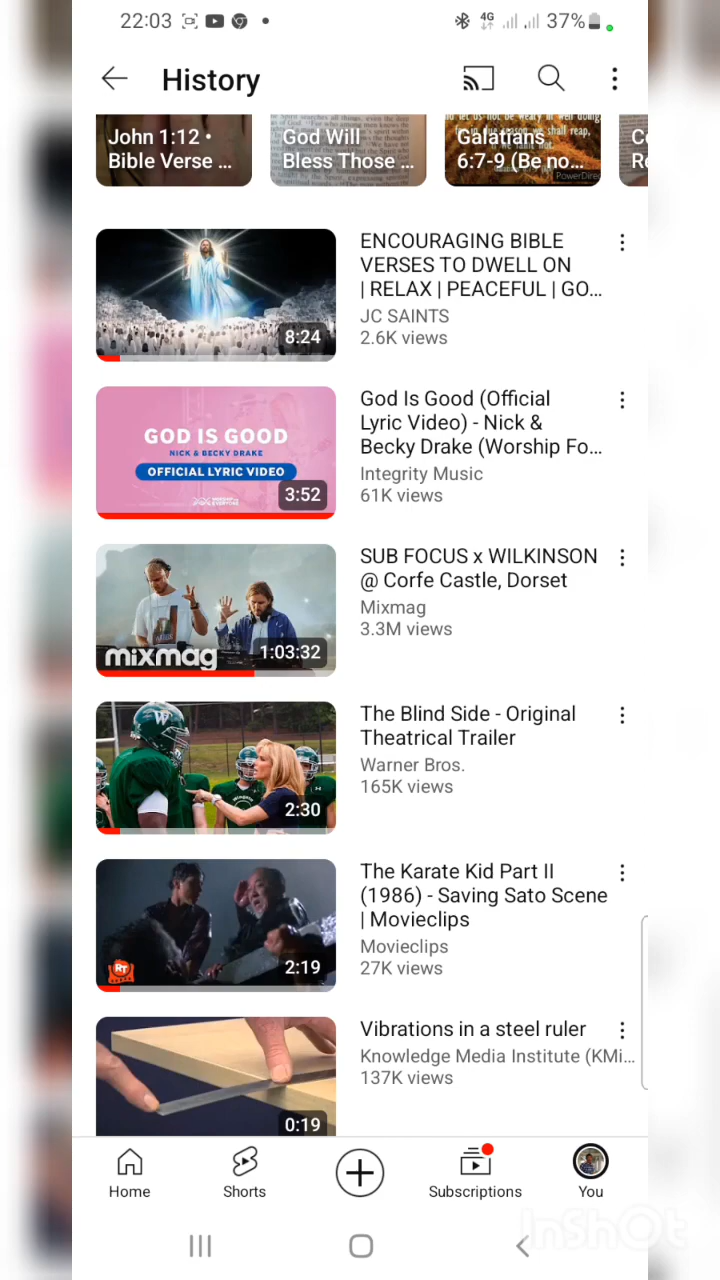 22:03
4G
37%
History
John 1:12 •
Bible Verse ...
God Will
Bless Those ...
Galatians
6:7-9 (Be no...
PowerDirec
ENCOURAGING BIBLE
VERSES TO DWELL ON
| RELAX | PEACEFUL | GO...
JC SAINTS
2.6K views
8:24
GOD IS GOOD
NICK & BECKY DRAKE
OFFICIAL LYRIC VIDEO
3:52
God Is Good (Official
Lyric Video) - Nick &
Becky Drake (Worship Fo...
Integrity Music
61K views
mixmag
1:03:32
SUB FOCUS x WILKINSON
@ Corfe Castle, Dorset
Mixmag
3.3M views
W
2:30
The Blind Side - Original
Theatrical Trailer
Warner Bros.
165K views
RT
2:19
The Karate Kid Part II
(1986) - Saving Sato Scene
| Movieclips
Movieclips
27K views
0:19
Vibrations in a steel ruler
Knowledge Media Institute (KMi...
137K views
Home
Shorts
Subscriptions
You
InShOt